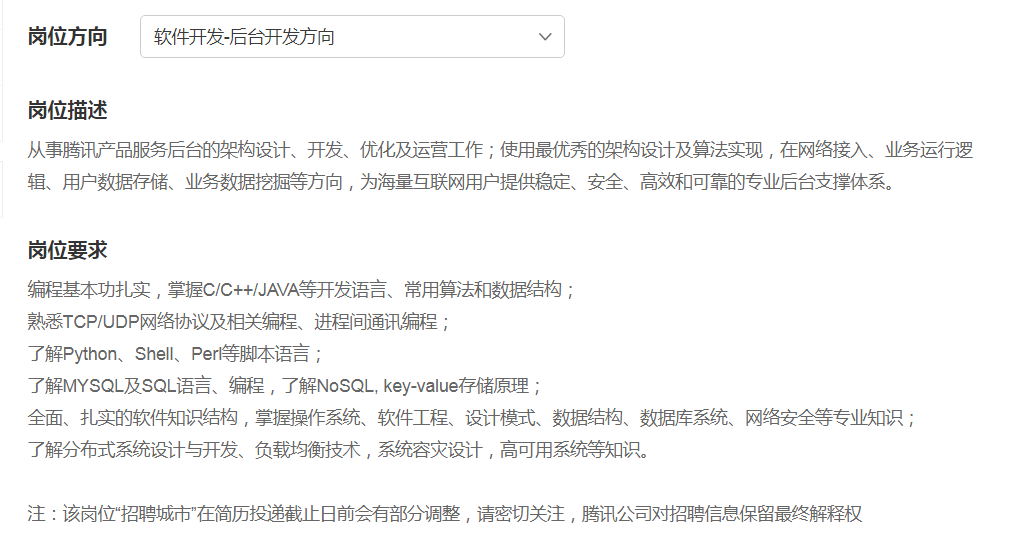 岗位方向 软件开发-后台开发方向
岗位描述
从事腾讯产品服务后台的架构设计、开发、优化及运营工作；使用最优秀的架构设计及算法实现，在网络接入、业务运行逻
辑、用户数据存储、业务数据挖掘等方向，为海量互联网用户提供稳定、安全、高效和可靠的专业后台支撑体系。
岗位要求
编程基本功扎实，掌握C/C++/JAVA等开发语言、常用算法和数据结构；
熟悉TCP/UDP网络协议及相关编程、进程间通讯编程；
了解Python、Shell、Perl等脚本语言；
了解MYSQL及SQL语言、编程，了解NoSQL, key-value存储原理；
全面、扎实的软件知识结构，掌握操作系统、软件工程、设计模式、数据结构、数据库系统、网络安全等专业知识；
了解分布式系统设计与开发、负载均衡技术，系统容灾设计，高可用系统等知识。
注：该岗位“招聘城市”在简历投递截止日前会有部分调整，请密切关注，腾讯公司对招聘信息保留最终解释权